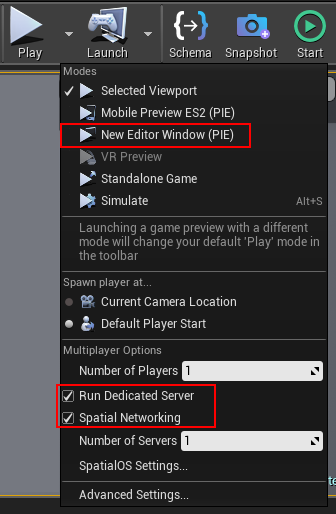 Play
Launch
Schema
Snapshot
Start
Modes
Selected Viewport
Mobile Preview ES2 (PIE)
New Editor Window (PIE)
VR Preview
Standalone Game
Simulate Alt+S
Launching a game preview with a different
mode will change your default 'Play' mode in
the toolbar
Spawn player at...
Current Camera Location
Default Player Start
Multiplayer Options
Number of Players 1
Run Dedicated Server
Spatial Networking
Number of Servers 1
SpatialOS Settings...
Advanced Settings...